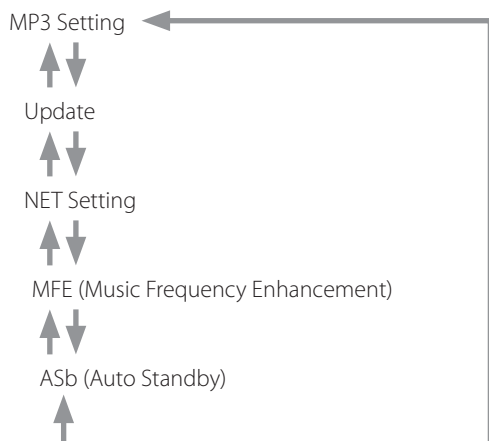 MP3 Setting
Update
NET Setting
MFE (Music Frequency Enhancement)
ASb (Auto Standby)